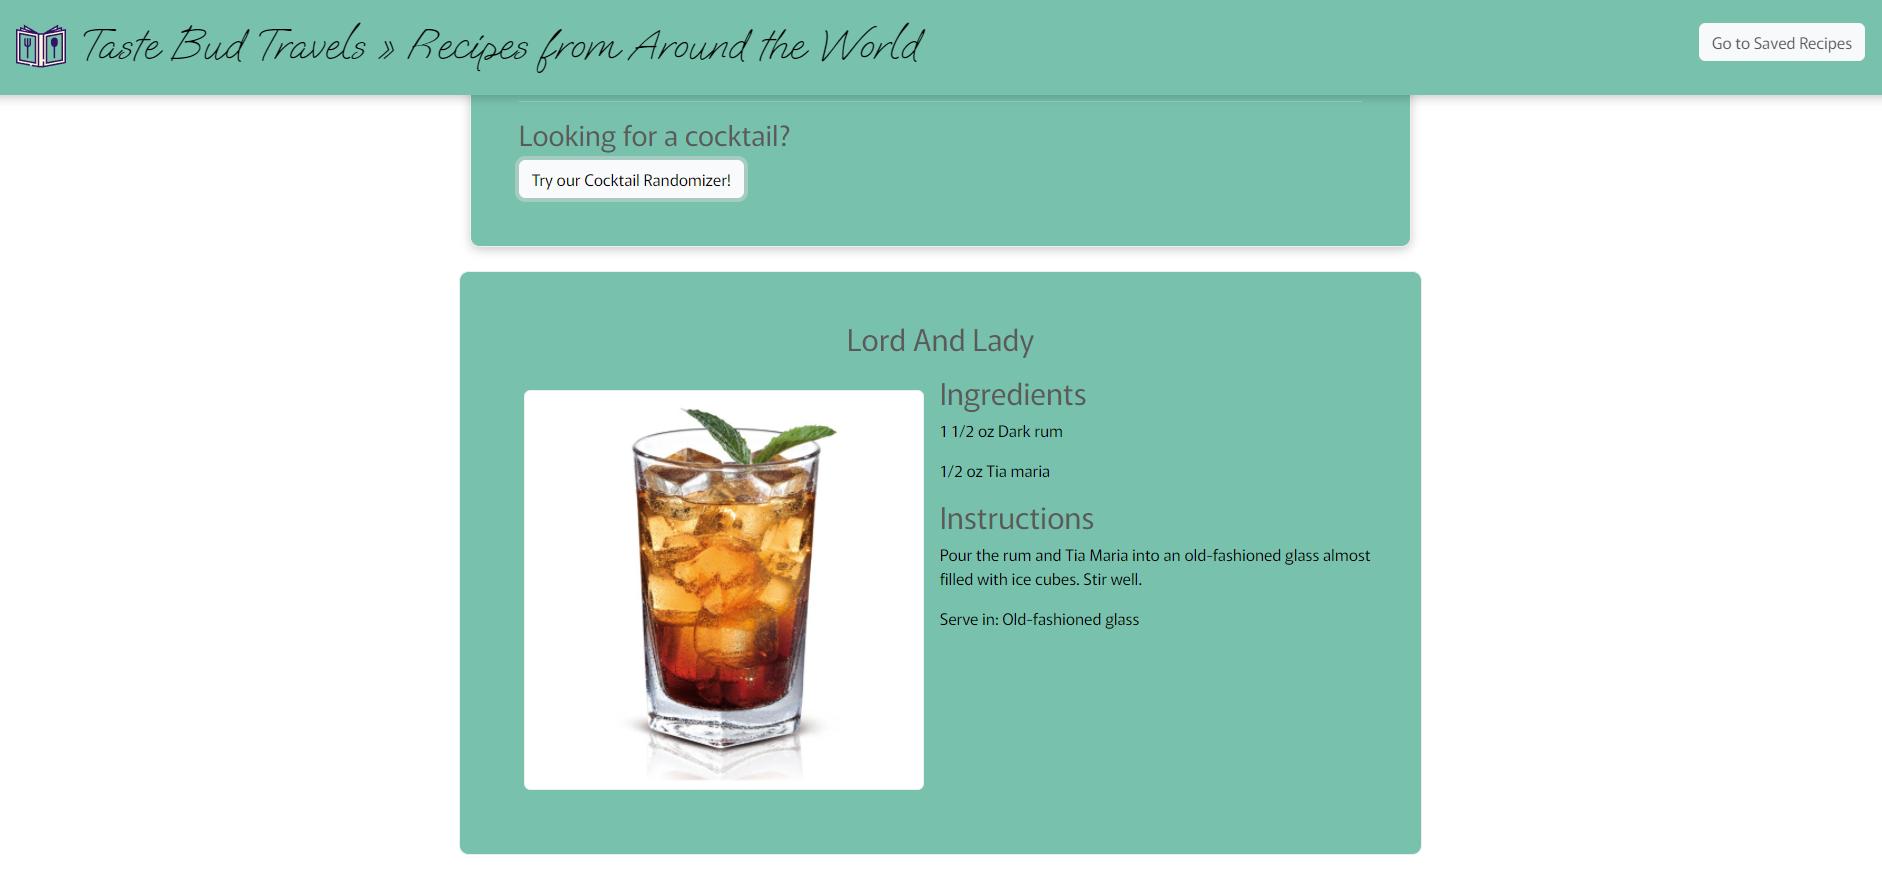 Taste Bud Travels » Recipes from Around the World
Go to Saved Recipes
Looking for a cocktail?
Try our Cocktail Randomizer!
Lord And Lady
Ingredients
1 1/2 oz Dark rum
1/2 oz Tia maria
Instructions
Pour the rum and Tia Maria into an old-fashioned glass almost
filled with ice cubes. Stir well.
Serve in: Old-fashioned glass